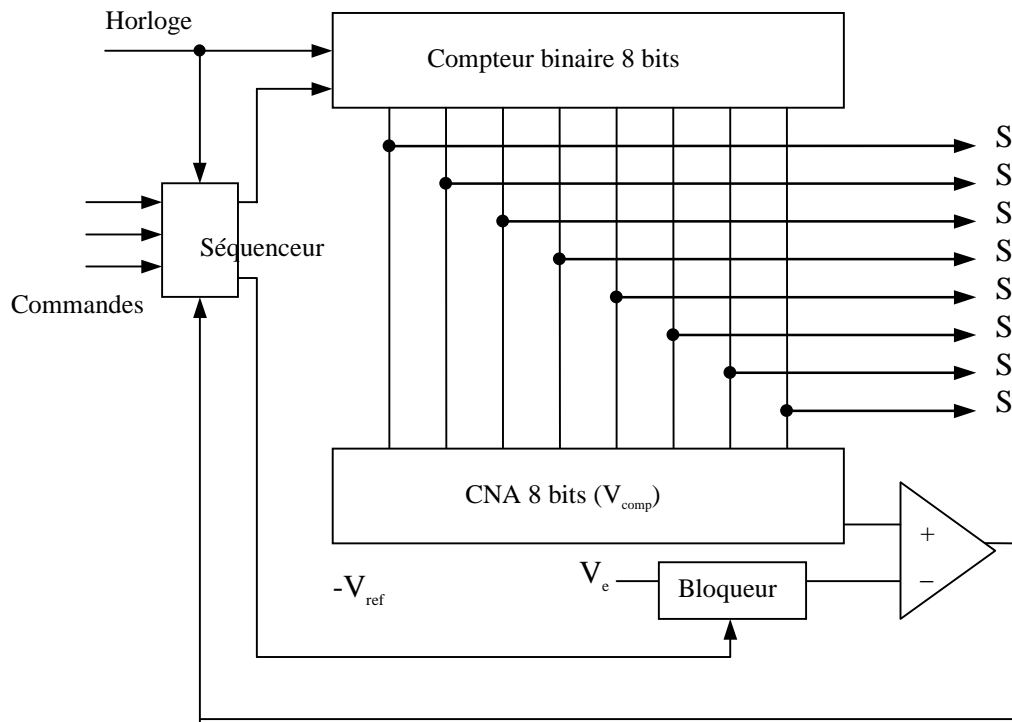 Horloge
Compteur binaire 8 bits
S
S
S
Séquenceur
S
Commandes
S
S
S
S
CNA 8 bits (Vcomp)
+
-Vref
Ve
Bloqueur
−